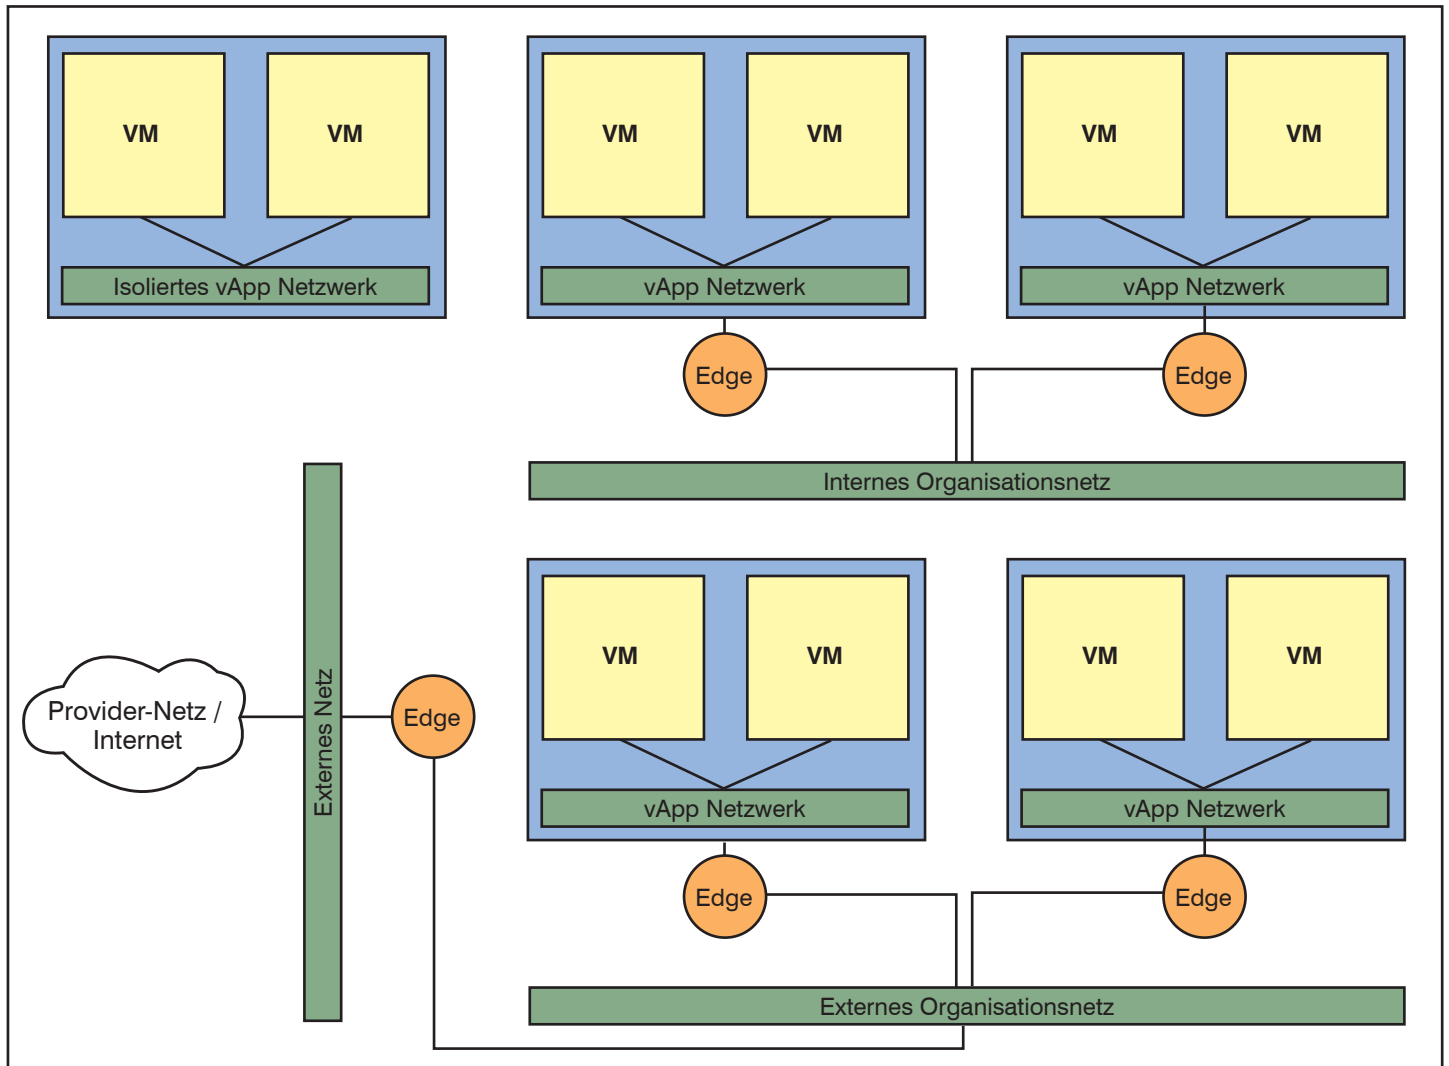 VM
VM
Isoliertes vApp Netzwerk
VM
VM
vApp Netzwerk
Edge
VM
VM
vApp Netzwerk
Edge
Internes Organisationsnetz
Provider-Netz /
Internet
Externes Netz
Edge
VM
VM
vApp Netzwerk
Edge
VM
VM
vApp Netzwerk
Edge
Externes Organisationsnetz